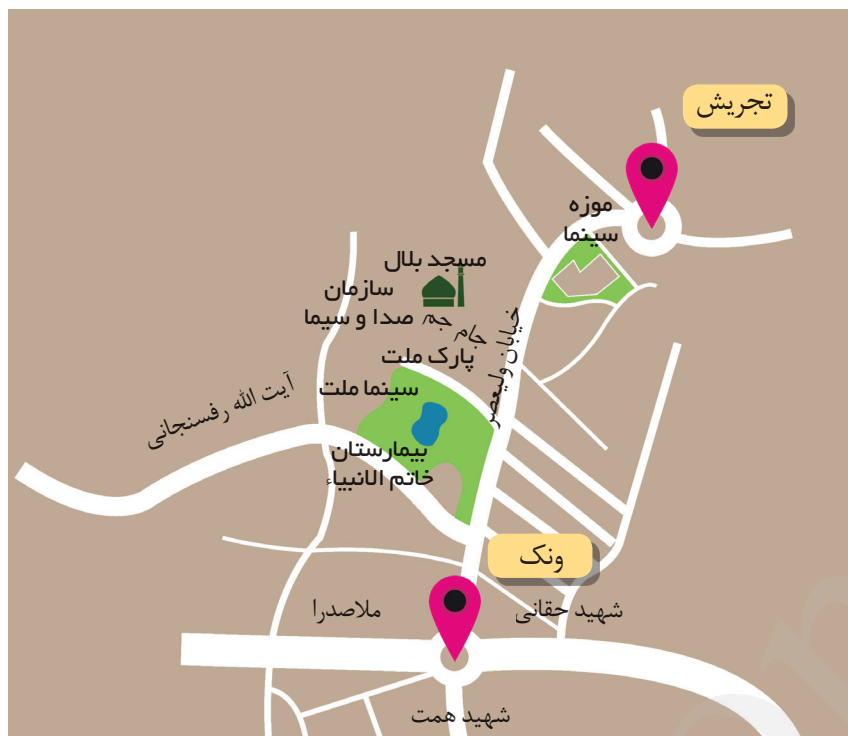 تجریش
موزه
سینما
مسجد بلال
سازمان
صدا و سیما
جام جم
خیابان ولیعصر
پارک ملت
سینما ملت
آیت الله رفسنجانی
بیمارستان
خاتم الانبیاء
ونک
ملاصدرا
شهید حقانی
شهید همت